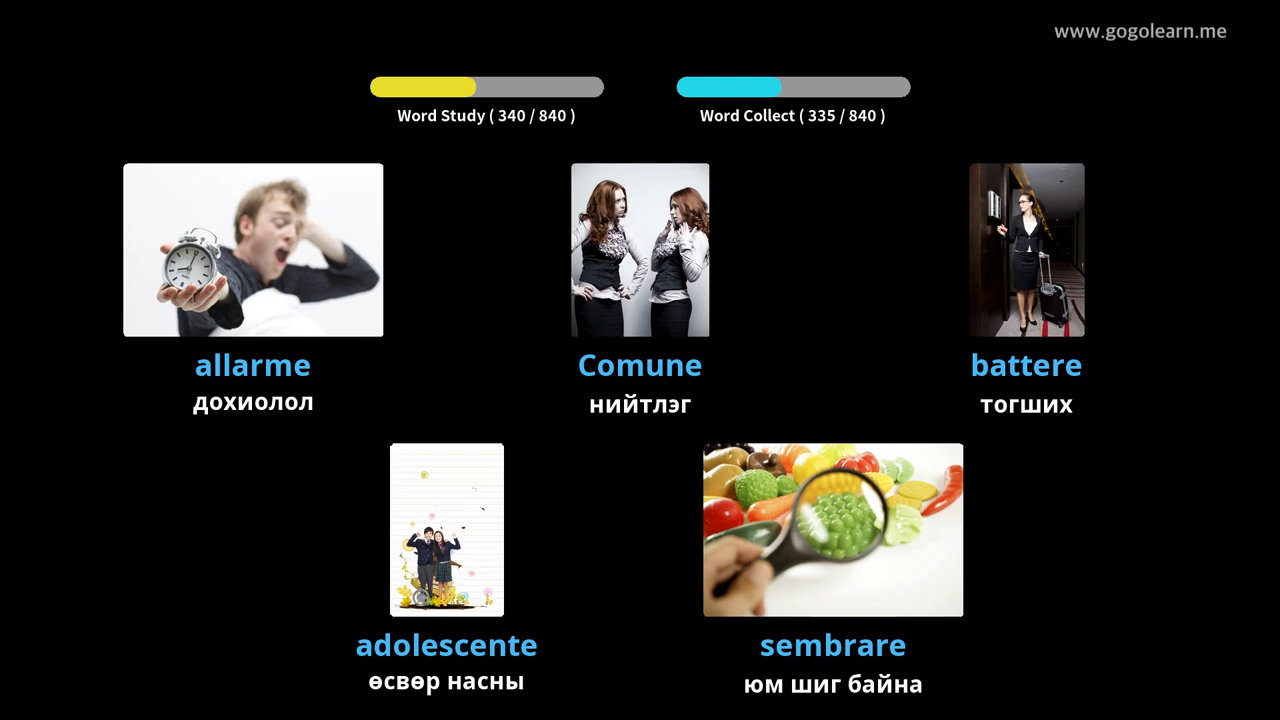 www.gogolearn.me
Word Study ( 340 / 840 )
Word Collect ( 335 / 840 )
allarme
дохиолол
Comune
нийтлэг
battere
тогших
adolescente
өсвөр насны
sembrare
юм шиг байна